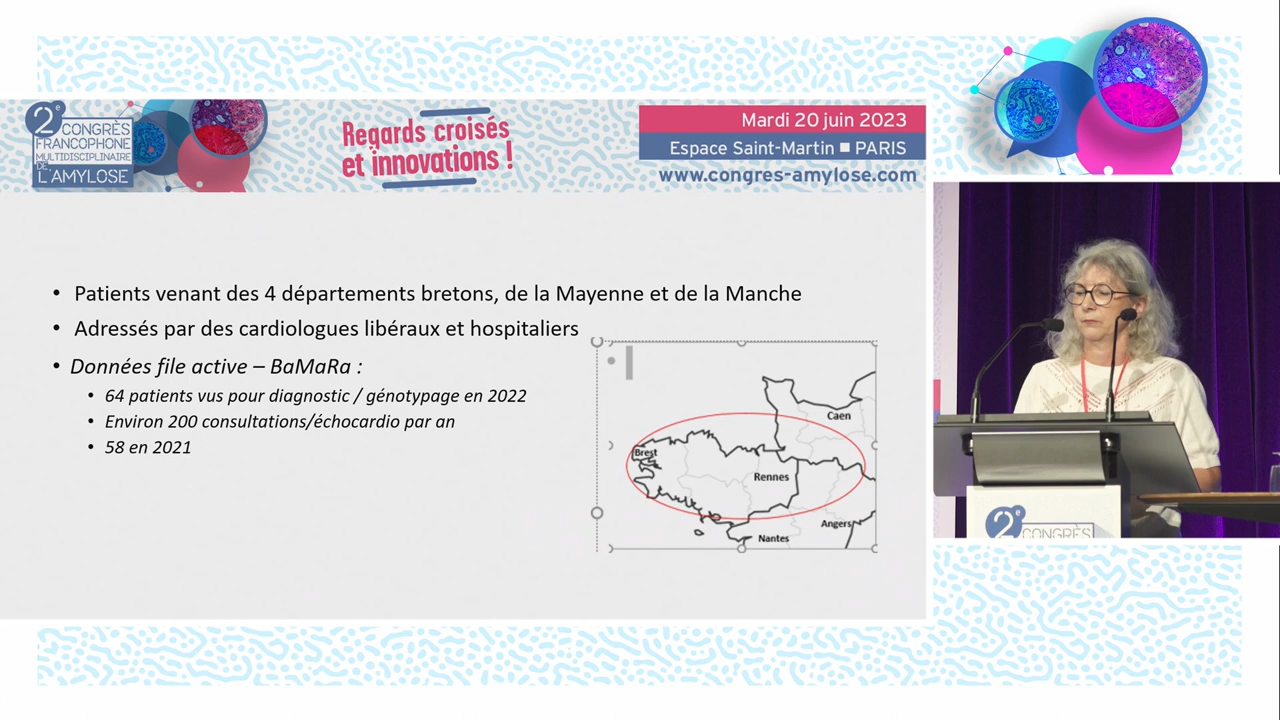 2e CONGRÈS
FRANCOPHONE
MULTIDISCIPLINAIRE
DE
L'AMYLOSE
Regards croisés
et innovations !
Mardi 20 juin 2023
Espace Saint-Martin ■ PARIS
www.congres-amylose.com
• Patients venant des 4 départements bretons, de la Mayenne et de la Manche
• Adressés par des cardiologues libéraux et hospitaliers
• Données file active – BaMaRa :
• 64 patients vus pour diagnostic / génotypage en 2022
• Environ 200 consultations/échocardio par an
• 58 en 2021
Caen
Brest
Rennes
Angers
Nantes
2e
CONGRÈS